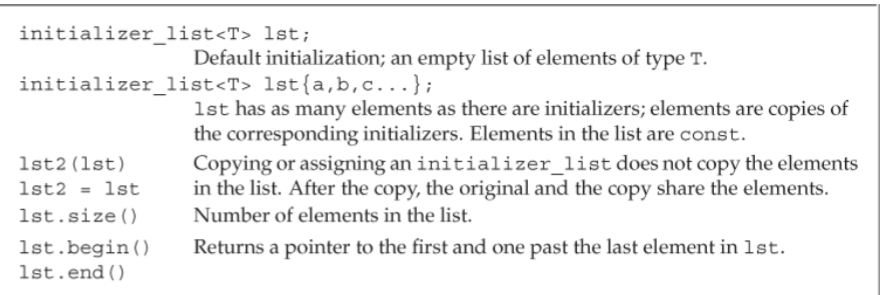 initializer_list<T> lst;
Default initialization; an empty list of elements of type T.
initializer_list<T> lst{a,b,c...};
lst has as many elements as there are initializers; elements are copies of
the corresponding initializers. Elements in the list are const.
lst2(lst) Copying or assigning an initializer_list does not copy the elements
lst2 = lst in the list. After the copy, the original and the copy share the elements.
lst.size() Number of elements in the list.
lst.begin() Returns a pointer to the first and one past the last element in lst.
lst.end()